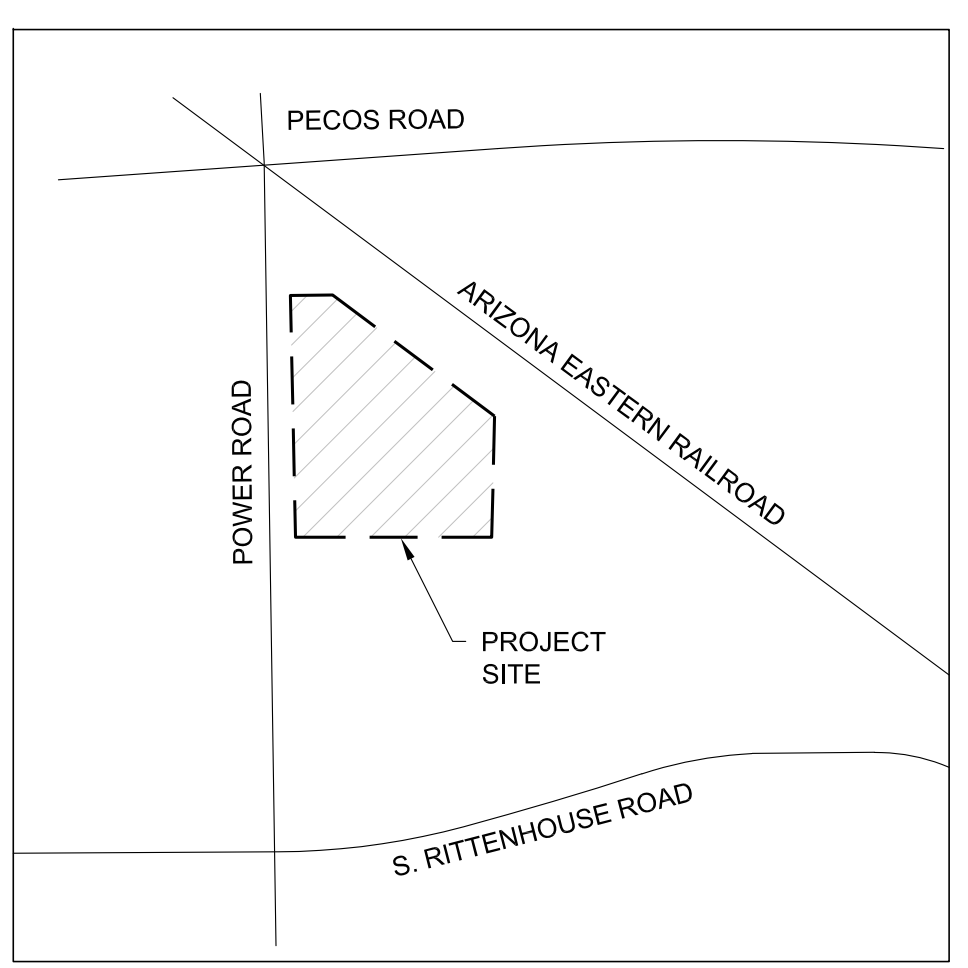 PECOS ROAD
ARIZONA EASTERN RAILROAD
POWER ROAD
PROJECT
SITE
S. RITTENHOUSE ROAD